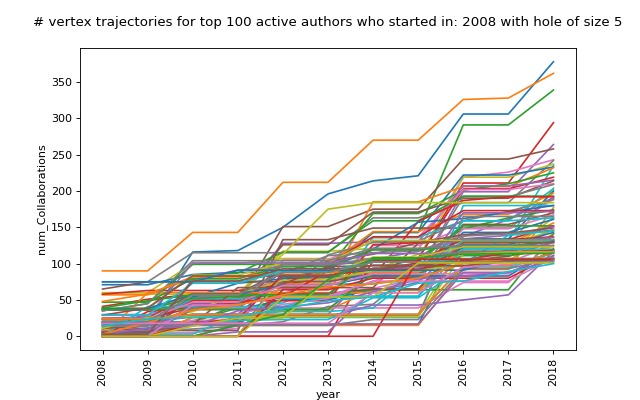 # vertex trajectories for top 100 active authors who started in: 2008 with hole of size 5
350
300
250
200
150
100
50
0
num_Collaborations
2008 2009 2010 2011 2012 2013 2014 2015 2016 2017 2018
year